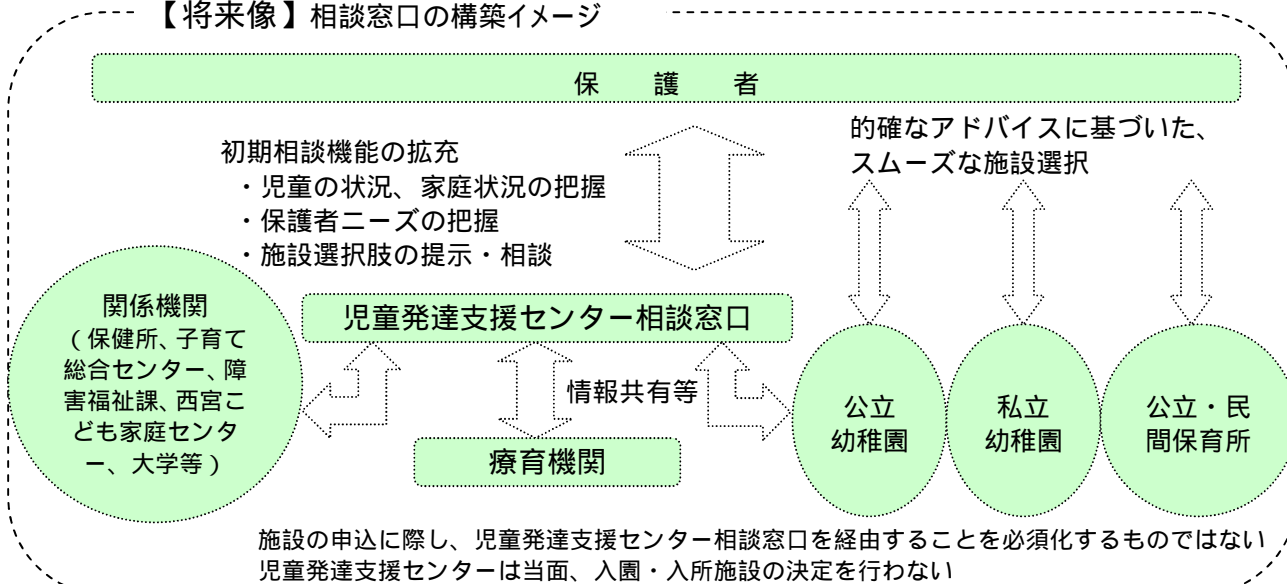 【将来像】相談窓口の構築イメージ
保　護　者
的確なアドバイスに基づいた、
スムーズな施設選択
初期相談機能の拡充
・児童の状況、家庭状況の把握
・保護者ニーズの把握
・施設選択肢の提示・相談
関係機関
（保健所、子育て
総合センター、障
害福祉課、西宮こ
ども家庭センタ
ー、大学等）
児童発達支援センター相談窓口
情報共有等
療育機関
公立
幼稚園
私立
幼稚園
公立・民
間保育所
施設の申込に際し、児童発達支援センター相談窓口を経由することを必須化するものではない
児童発達支援センターは当面、入園・入所施設の決定を行わない